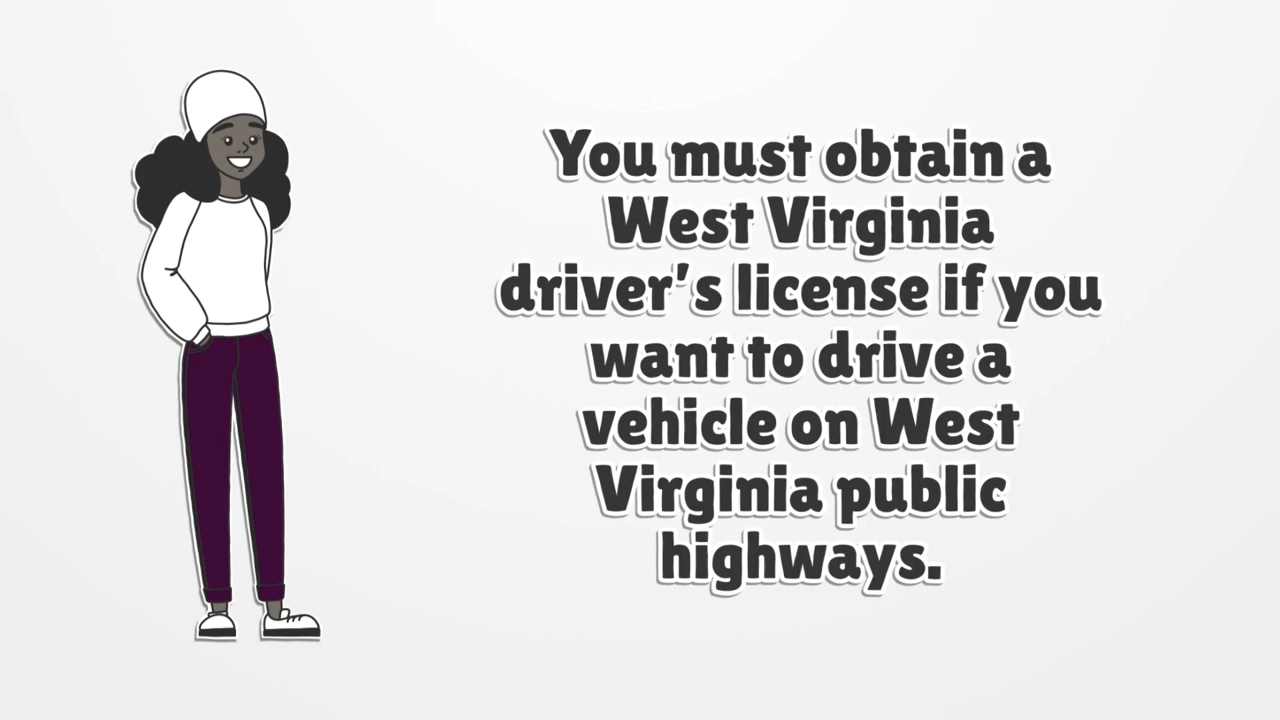 You must obtain a
West Virginia
driver's license if you
want to drive a
vehicle on West
Virginia public
highways.